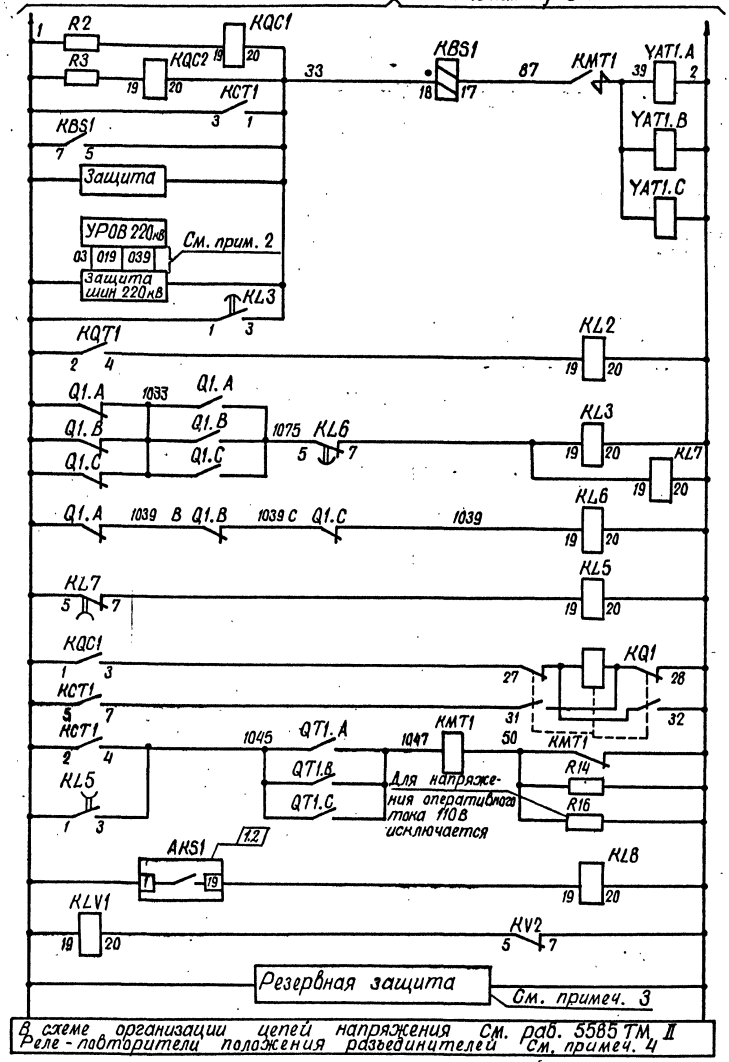 1 R2 KQC1
19 20
R3 KQC2
19 20
33 KBS1 87 KMT1 39 YAT1.A 2
18 17
KCT1
3 1
KBS1
7 5
YAT1.B
Защита
YAT1.C
УРОВ 220кв
03 019 039
См. прим. 2
Защита
шин 220кв
KL3
1 3
KQT1 KL2
2 4 19 20
Q1.A 1033 Q1.A
Q1.B Q1.B 1075 KL6 KL3
5 7 19 20
Q1.C Q1.C KL7
19 20
Q1.A 1039 B Q1.B 1039 C Q1.C 1039 KL6
19 20
KL7 KL5
5 7 19 20
KQC1 KQ1
1 3 27 28
KCT1
5 7 31 32
KCT1 1045 QT1.A 1047 KMT1 50 KMT1
2 4
R14
QT1.B
Для напряже-
ния оперативного
тока 110В
исключается
KL5
1 3
QT1.C R16
AKS1 1.2
1 19
KL8
19 20
KLV1 KV2
19 20 5 7
Резервная защита
См. примеч. 3
В схеме организации цепей напряжения См. раб. 5585 ТМ II
Реле-повторители положения разъединителей См. примеч. 4